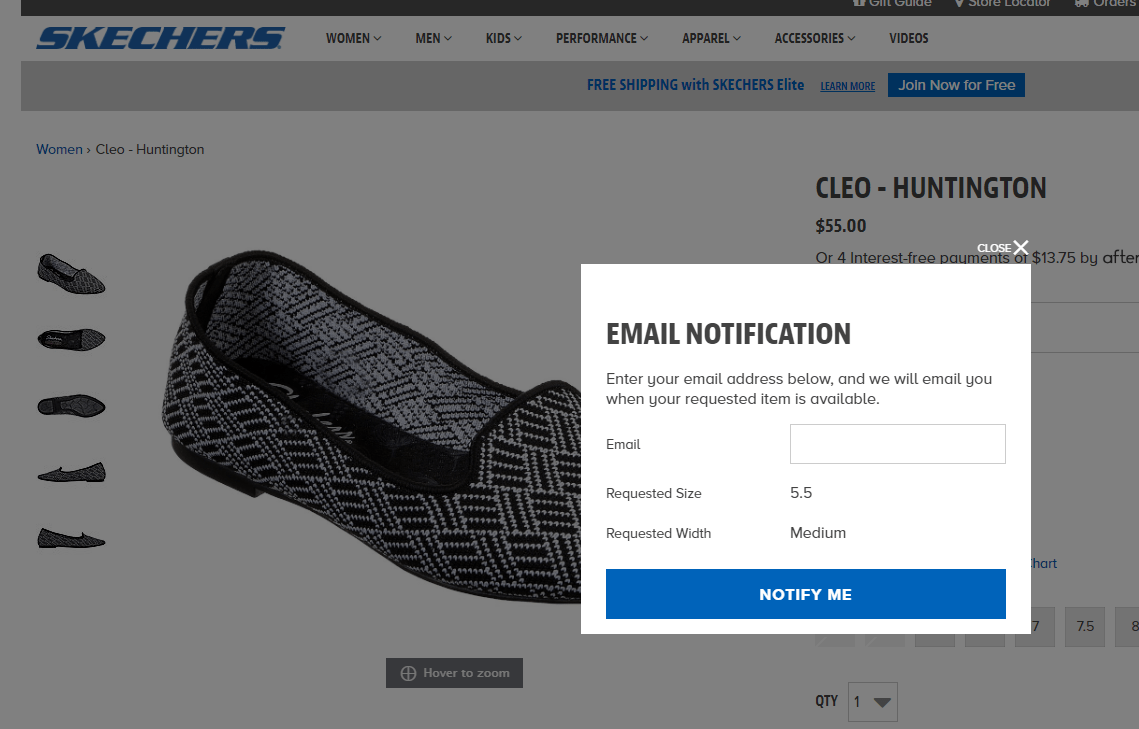 Gift Guide Store Locator Orders
SKECHERS
WOMEN MEN KIDS PERFORMANCE APPAREL ACCESSORIES VIDEOS
FREE SHIPPING with SKECHERS Elite LEARN MORE Join Now for Free
Women › Cleo - Huntington
CLEO - HUNTINGTON
$55.00
CLOSE
Or 4 Interest-free payments of $13.75 by after
EMAIL NOTIFICATION
Enter your email address below, and we will email you
when your requested item is available.
Email
Requested Size 5.5
Requested Width Medium
Chart
NOTIFY ME
7 7.5 8
Hover to zoom
QTY 1